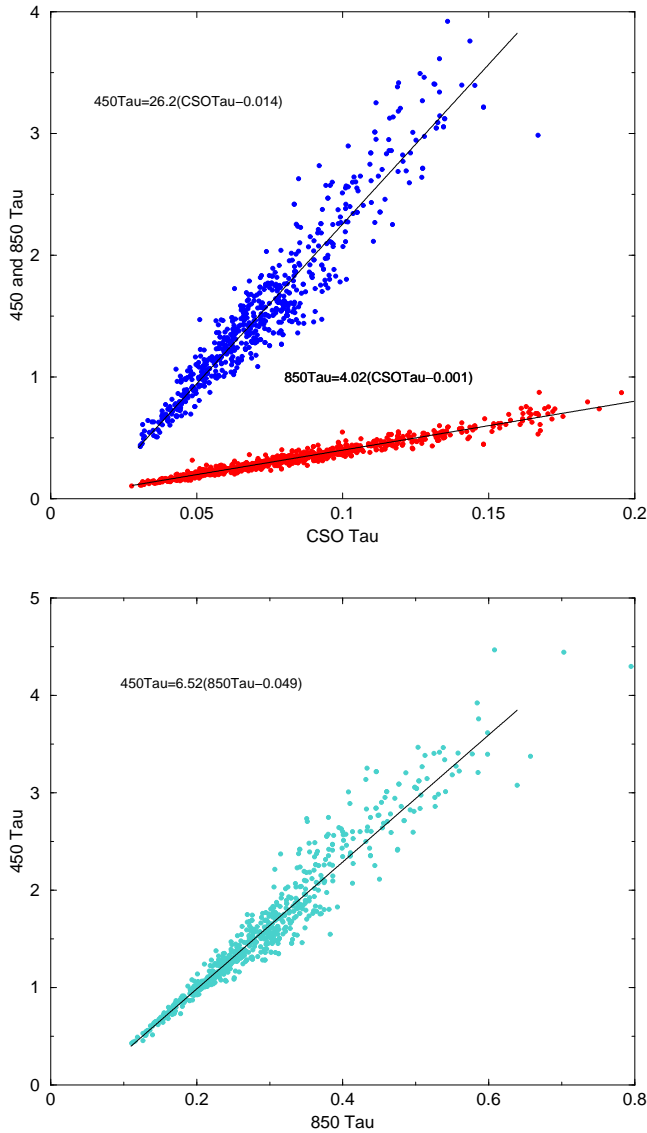 4
3
2
1
0
450 and 850 Tau
450Tau=26.2(CSOTau−0.014)
850Tau=4.02(CSOTau−0.001)
0 0.05 0.1 0.15 0.2
CSO Tau
5
4
3
2
1
0
450 Tau
450Tau=6.52(850Tau−0.049)
0 0.2 0.4 0.6 0.8
850 Tau